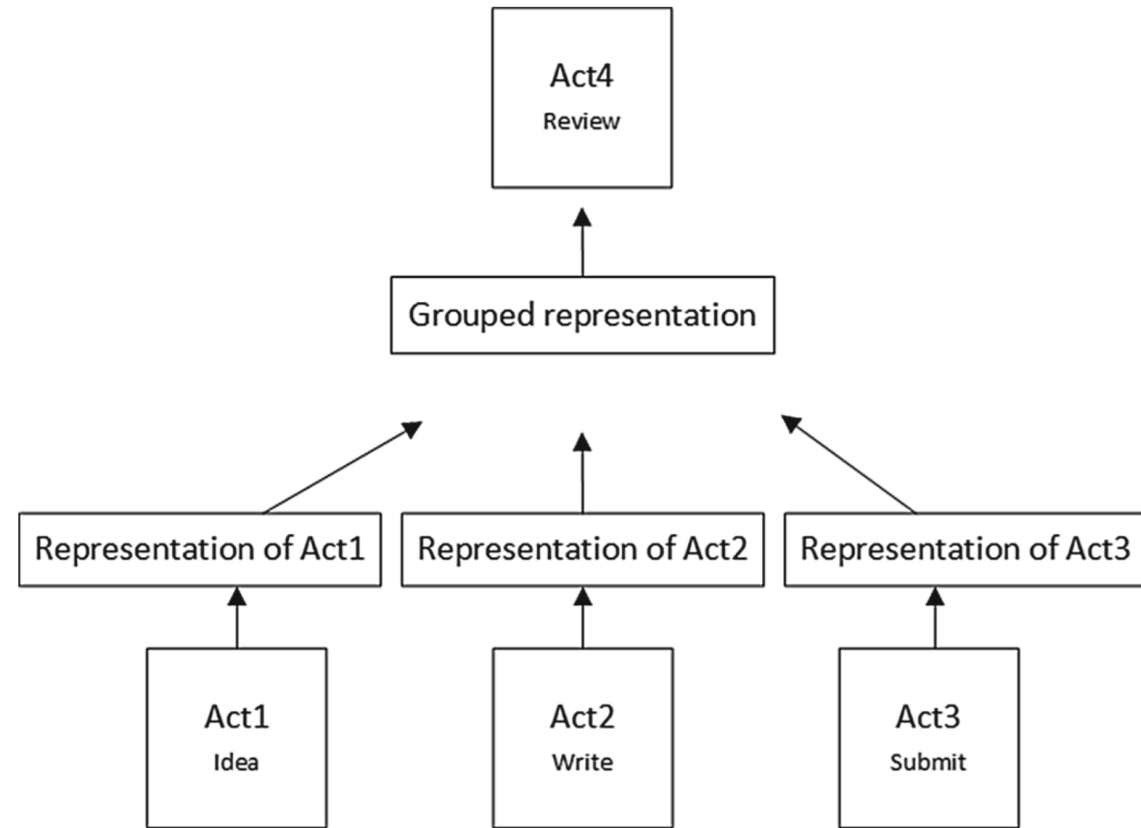 Act4
Review
Grouped representation
Representation of Act1
Representation of Act2
Representation of Act3
Act1
Idea
Act2
Write
Act3
Submit